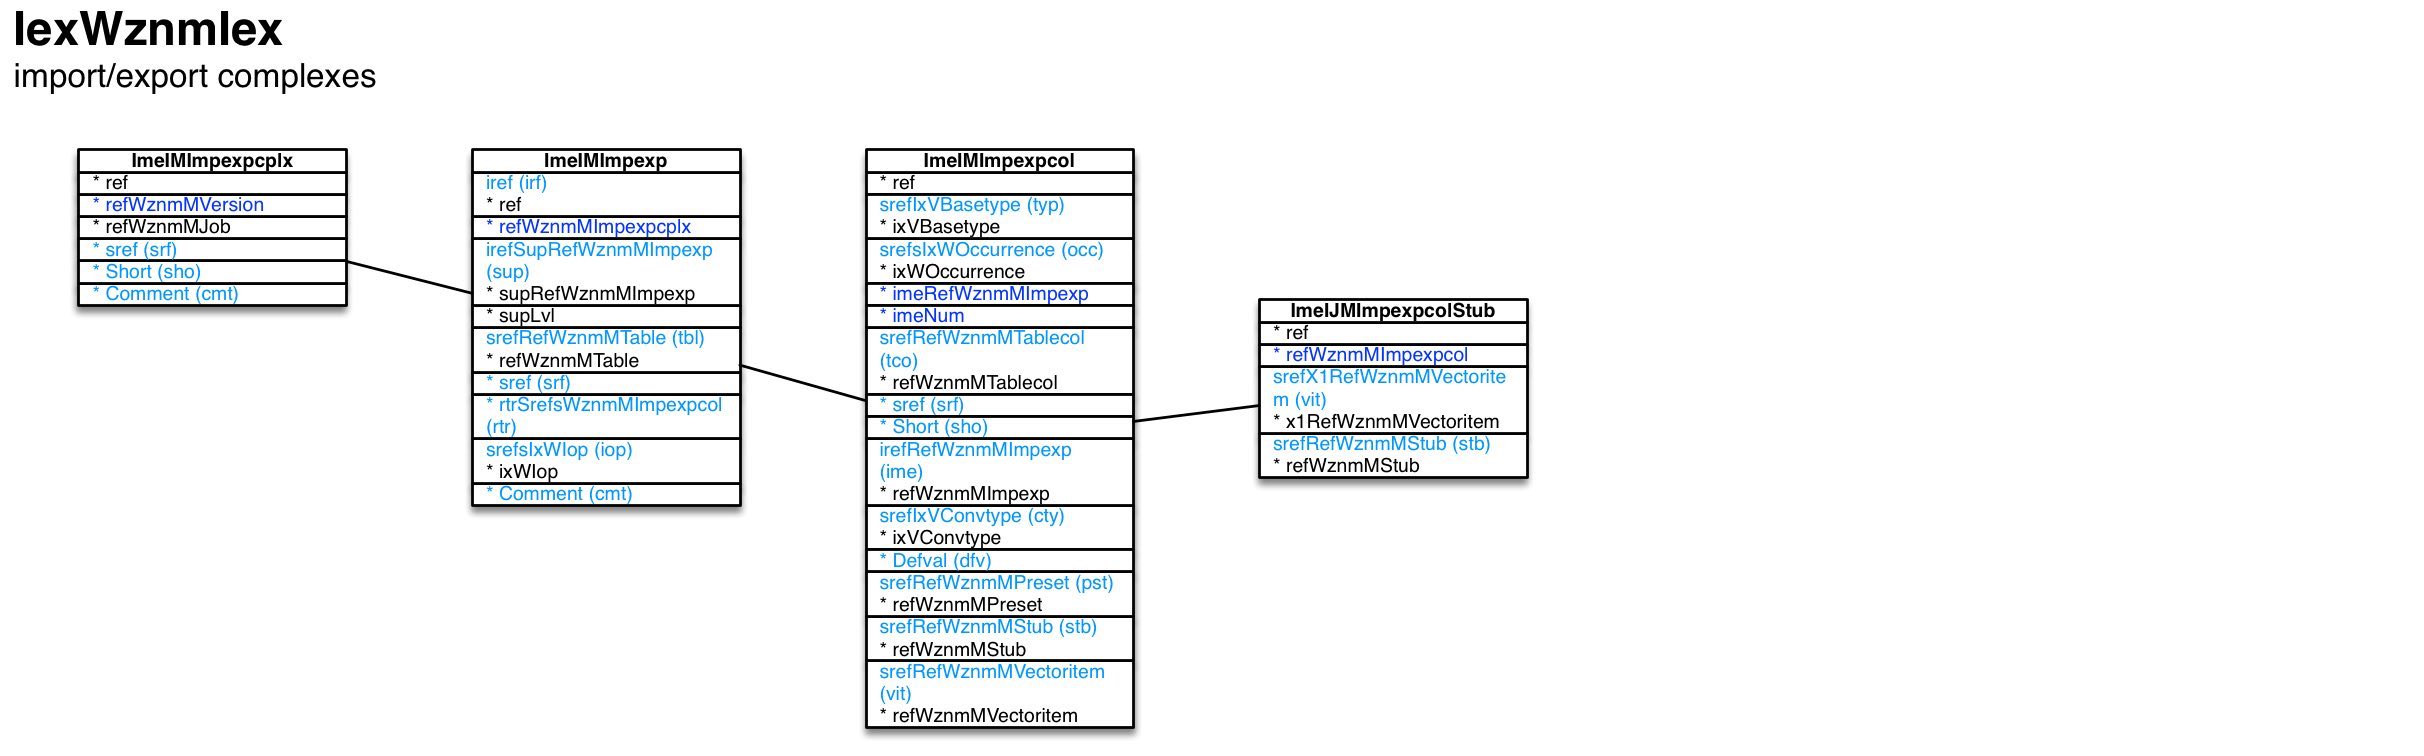 IexWznmIex
import/export complexes
ImeIMImpexpcplx
* ref
* refWznmMVersion
* refWznmMJob
* sref (srf)
* Short (sho)
* Comment (cmt)
ImeIMImpexp
iref (irf)
* ref
* refWznmMImpexpcplx
irefSupRefWznmMImpexp
(sup)
* supRefWznmMImpexp
* supLvl
srefRefWznmMTable (tbl)
* refWznmMTable
* sref (srf)
* rtrSrefsWznmMImpexpcol
(rtr)
srefsIxWIop (iop)
* ixWIop
* Comment (cmt)
ImeIMImpexpcol
* ref
srefIxVBasetype (typ)
* ixVBasetype
srefsIxWOccurrence (occ)
* ixWOccurrence
* imeRefWznmMImpexp
* imeNum
srefRefWznmMTablecol
(tco)
* refWznmMTablecol
* sref (srf)
* Short (sho)
irefRefWznmMImpexp
(ime)
* refWznmMImpexp
srefIxVConvtype (cty)
* ixVConvtype
* Defval (dfv)
srefRefWznmMPreset (pst)
* refWznmMPreset
srefRefWznmMStub (stb)
* refWznmMStub
srefRefWznmMVectoritem
(vit)
* refWznmMVectoritem
ImeIJMImpexpcolStub
* ref
* refWznmMImpexpcol
srefX1RefWznmMVectorite
m (vit)
* x1RefWznmMVectoritem
srefRefWznmMStub (stb)
* refWznmMStub